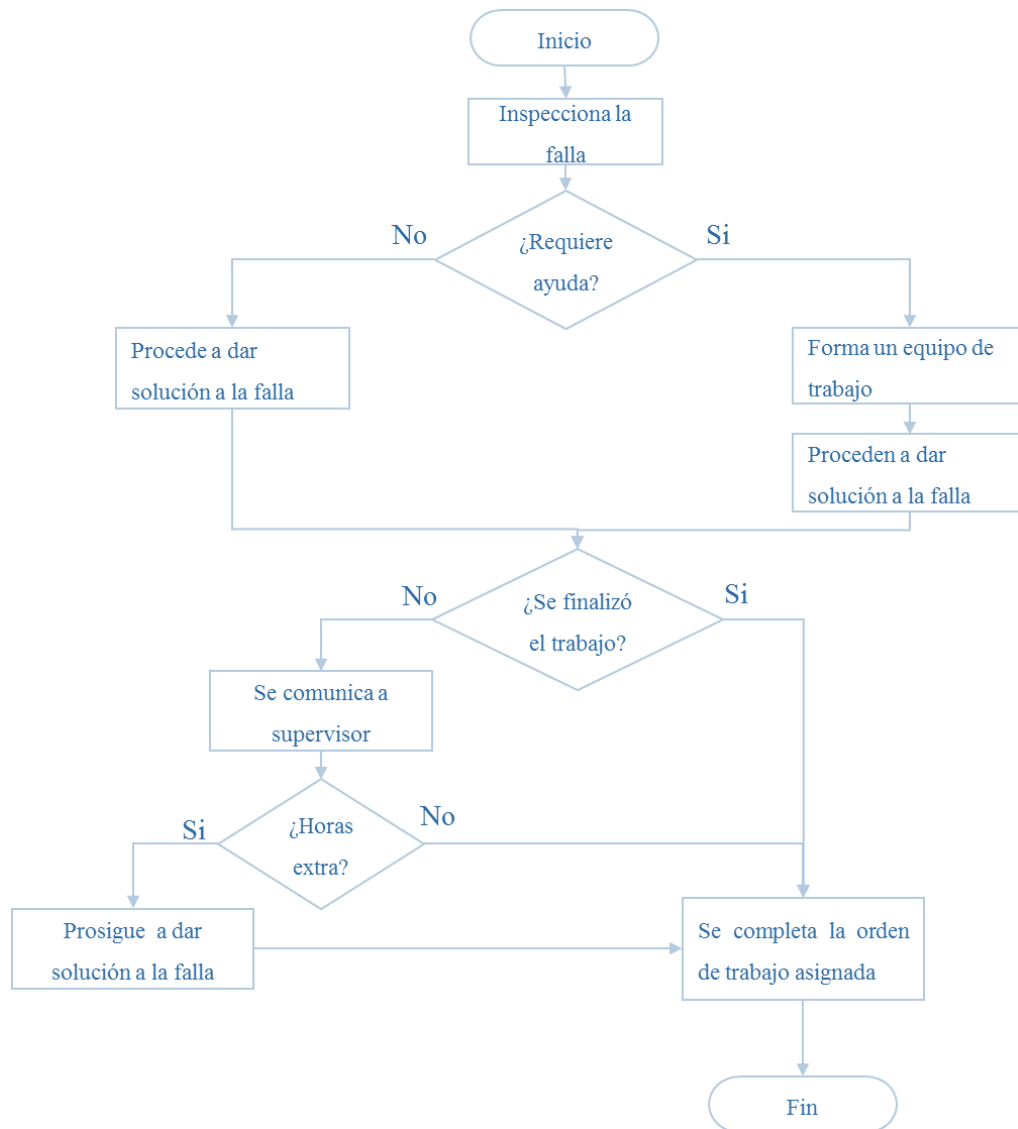 Inicio
Inspecciona la
falla
No
¿Requiere
ayuda?
Si
Procede a dar
solución a la falla
Forma un equipo de
trabajo
Proceden a dar
solución a la falla
No
¿Se finalizó
el trabajo?
Si
Se comunica a
supervisor
Si
¿Horas
extra?
No
Prosigue a dar
solución a la falla
Se completa la orden
de trabajo asignada
Fin